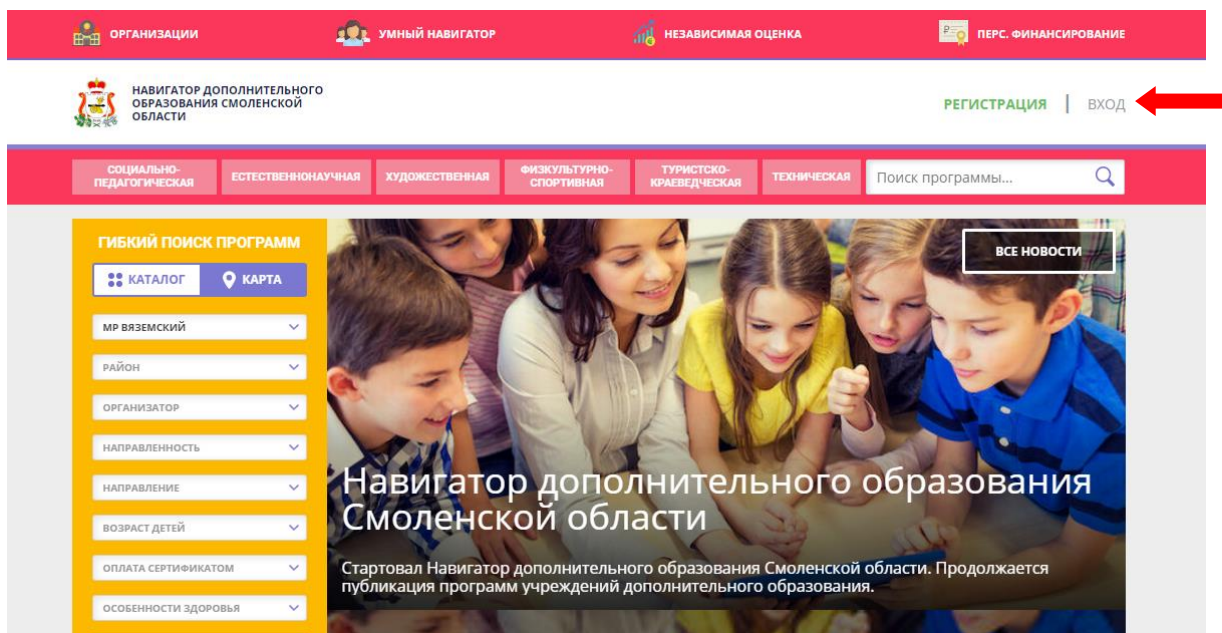 ОРГАНИЗАЦИИ
УМНЫЙ НАВИГАТОР
НЕЗАВИСИМАЯ ОЦЕНКА
ПЕРС. ФИНАНСИРОВАНИЕ
НАВИГАТОР ДОПОЛНИТЕЛЬНОГО
ОБРАЗОВАНИЯ СМОЛЕНСКОЙ
ОБЛАСТИ
РЕГИСТРАЦИЯ | ВХОД
СОЦИАЛЬНО-
ПЕДАГОГИЧЕСКАЯ
ЕСТЕСТВЕННОНАУЧНАЯ
ХУДОЖЕСТВЕННАЯ
ФИЗКУЛЬТУРНО-
СПОРТИВНАЯ
ТУРИСТСКО-
КРАЕВЕДЧЕСКАЯ
ТЕХНИЧЕСКАЯ
Поиск программы...
ГИБКИЙ ПОИСК ПРОГРАММ
КАТАЛОГ
КАРТА
МР ВЯЗЕМСКИЙ
РАЙОН
ОРГАНИЗАТОР
НАПРАВЛЕННОСТЬ
НАПРАВЛЕНИЕ
ВОЗРАСТ ДЕТЕЙ
ОПЛАТА СЕРТИФИКАТОМ
ОСОБЕННОСТИ ЗДОРОВЬЯ
ВСЕ НОВОСТИ
Навигатор дополнительного образования
Смоленской области
Стартовал Навигатор дополнительного образования Смоленской области. Продолжается
публикация программ учреждений дополнительного образования.